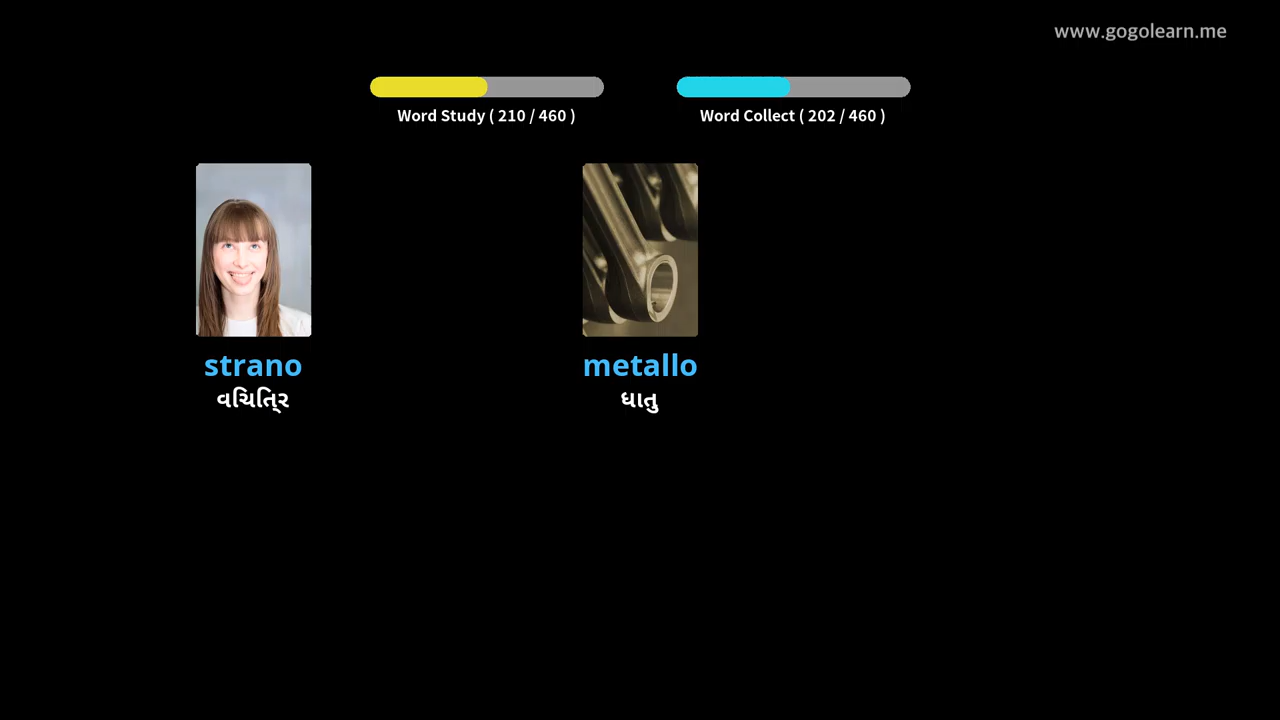 www.gogolearn.me
Word Study ( 210 / 460 )
Word Collect ( 202 / 460 )
strano
metallo
વિચિત્ર
ધાતુ